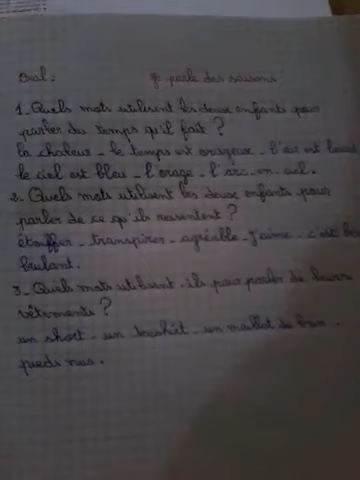 Oral. Je parle des saisons
1 - Quels mots utilisent les deux enfants pour
parler du temps qu'il fait ?
la chaleur - le temps est orageux - l'air est lourd
le ciel est bleu - l'orage - l'arc-en-ciel.
2 - Quels mots utilisent les deux enfants pour
parler de ce qu'ils ressentent ?
étouffer - transpirer - agréable - j'aime - c'est
brulant.
3 - Quels mots utilisent-ils pour parler de leurs
vêtements ?
un short - un teeshirt - un maillot de bain -
pieds nus.